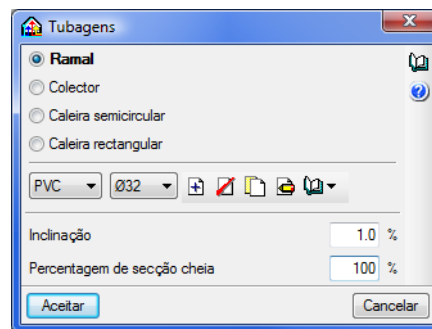 Tubagens
Ramal
Colector
Caleira semicircular
Caleira rectangular
PVC Ø32
Inclinação 1.0 %
Percentagem de secção cheia 100 %
Aceitar Cancelar